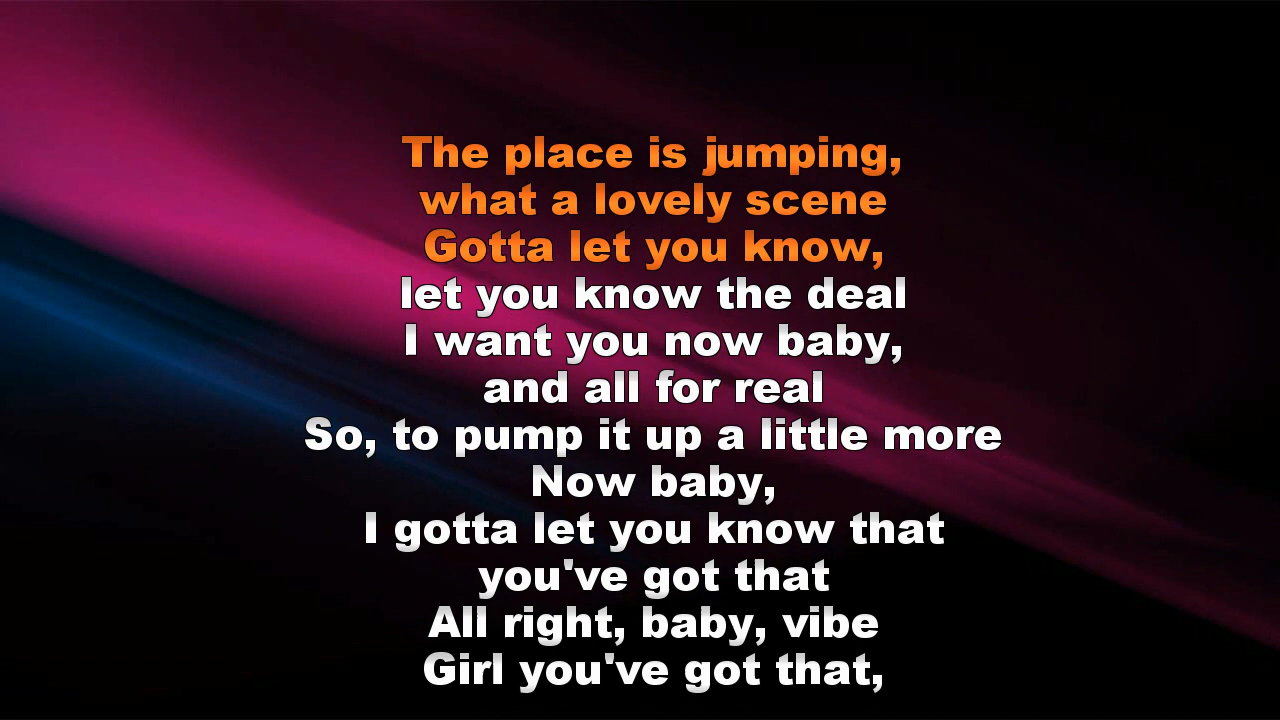 The place is jumping,
what a lovely scene
Gotta let you know,
let you know the deal
I want you now baby,
and all for real
So, to pump it up a little more
Now baby,
I gotta let you know that
you've got that
All right, baby, vibe
Girl you've got that,